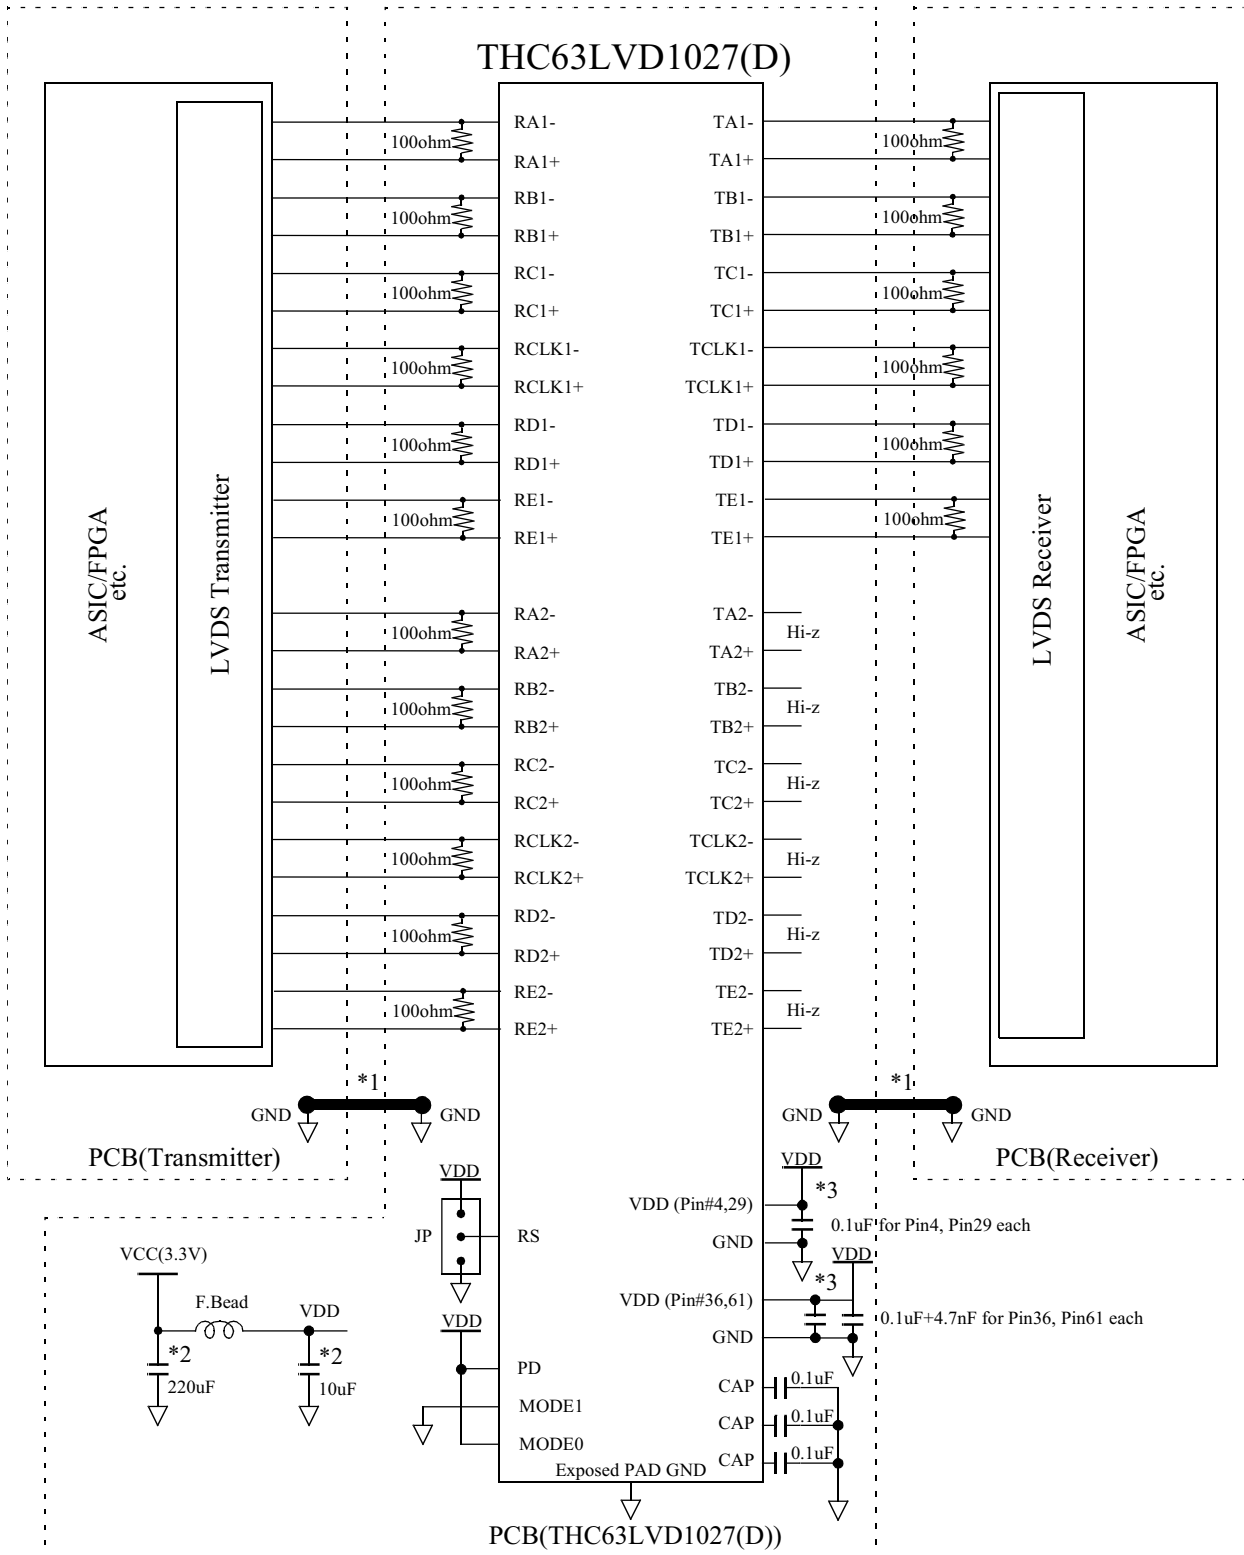 THC63LVD1027(D)
ASIC/FPGA
etc.
LVDS Transmitter
100ohm
100ohm
100ohm
100ohm
100ohm
100ohm
100ohm
100ohm
100ohm
100ohm
100ohm
100ohm
RA1-
RA1+
RB1-
RB1+
RC1-
RC1+
RCLK1-
RCLK1+
RD1-
RD1+
RE1-
RE1+
RA2-
RA2+
RB2-
RB2+
RC2-
RC2+
RCLK2-
RCLK2+
RD2-
RD2+
RE2-
RE2+
TA1-
TA1+
TB1-
TB1+
TC1-
TC1+
TCLK1-
TCLK1+
TD1-
TD1+
TE1-
TE1+
TA2-
TA2+
TB2-
TB2+
TC2-
TC2+
TCLK2-
TCLK2+
TD2-
TD2+
TE2-
TE2+
100ohm
100ohm
100ohm
100ohm
100ohm
100ohm
Hi-z
Hi-z
Hi-z
Hi-z
Hi-z
Hi-z
LVDS Receiver
ASIC/FPGA
etc.
*1
GND
GND
PCB(Transmitter)
*1
GND
GND
PCB(Receiver)
VCC(3.3V)
F.Bead
VDD
*2
220uF
*2
10uF
VDD
JP
RS
VDD
PD
MODE1
MODE0
VDD
*3
VDD (Pin#4,29)
0.1uF for Pin4, Pin29 each
GND
VDD
*3
VDD (Pin#36,61)
0.1uF+4.7nF for Pin36, Pin61 each
GND
CAP
0.1uF
CAP
0.1uF
CAP
0.1uF
Exposed PAD GND
PCB(THC63LVD1027(D))